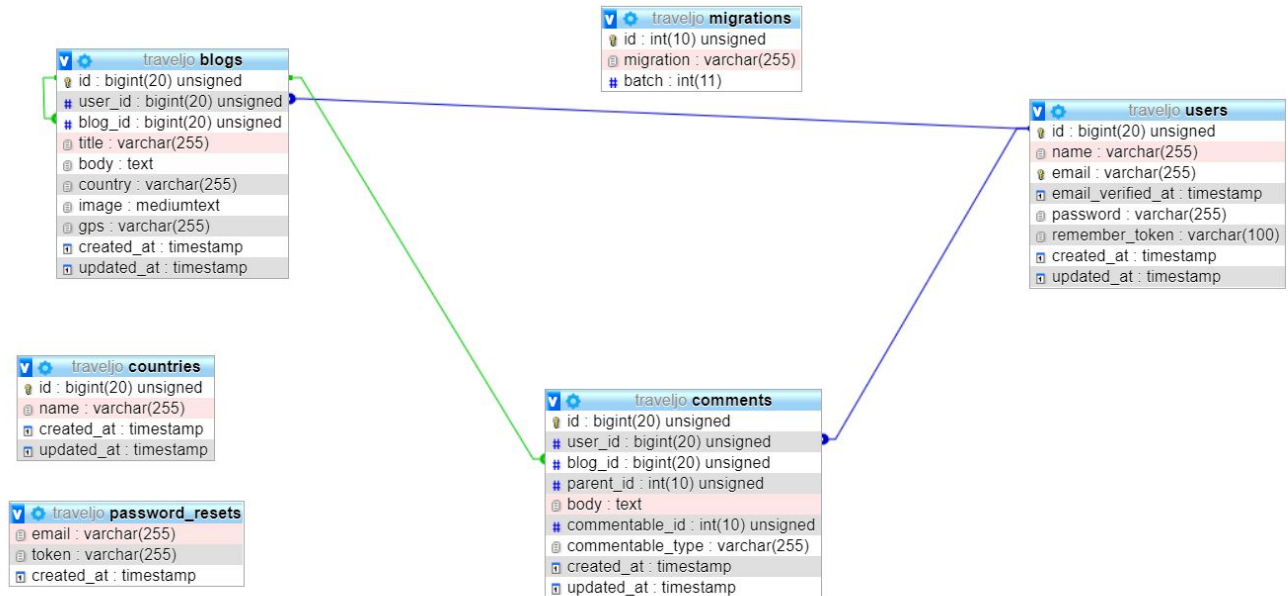 traveljo blogs
id : bigint(20) unsigned
user_id : bigint(20) unsigned
blog_id : bigint(20) unsigned
title : varchar(255)
body : text
country : varchar(255)
image : mediumtext
gps : varchar(255)
created_at : timestamp
updated_at : timestamp
traveljo migrations
id : int(10) unsigned
migration : varchar(255)
batch : int(11)
traveljo users
id : bigint(20) unsigned
name : varchar(255)
email : varchar(255)
email_verified_at : timestamp
password : varchar(255)
remember_token : varchar(100)
created_at : timestamp
updated_at : timestamp
traveljo countries
id : bigint(20) unsigned
name : varchar(255)
created_at : timestamp
updated_at : timestamp
traveljo comments
id : bigint(20) unsigned
user_id : bigint(20) unsigned
blog_id : bigint(20) unsigned
parent_id : int(10) unsigned
body : text
commentable_id : int(10) unsigned
commentable_type : varchar(255)
created_at : timestamp
updated_at : timestamp
traveljo password_resets
email : varchar(255)
token : varchar(255)
created_at : timestamp